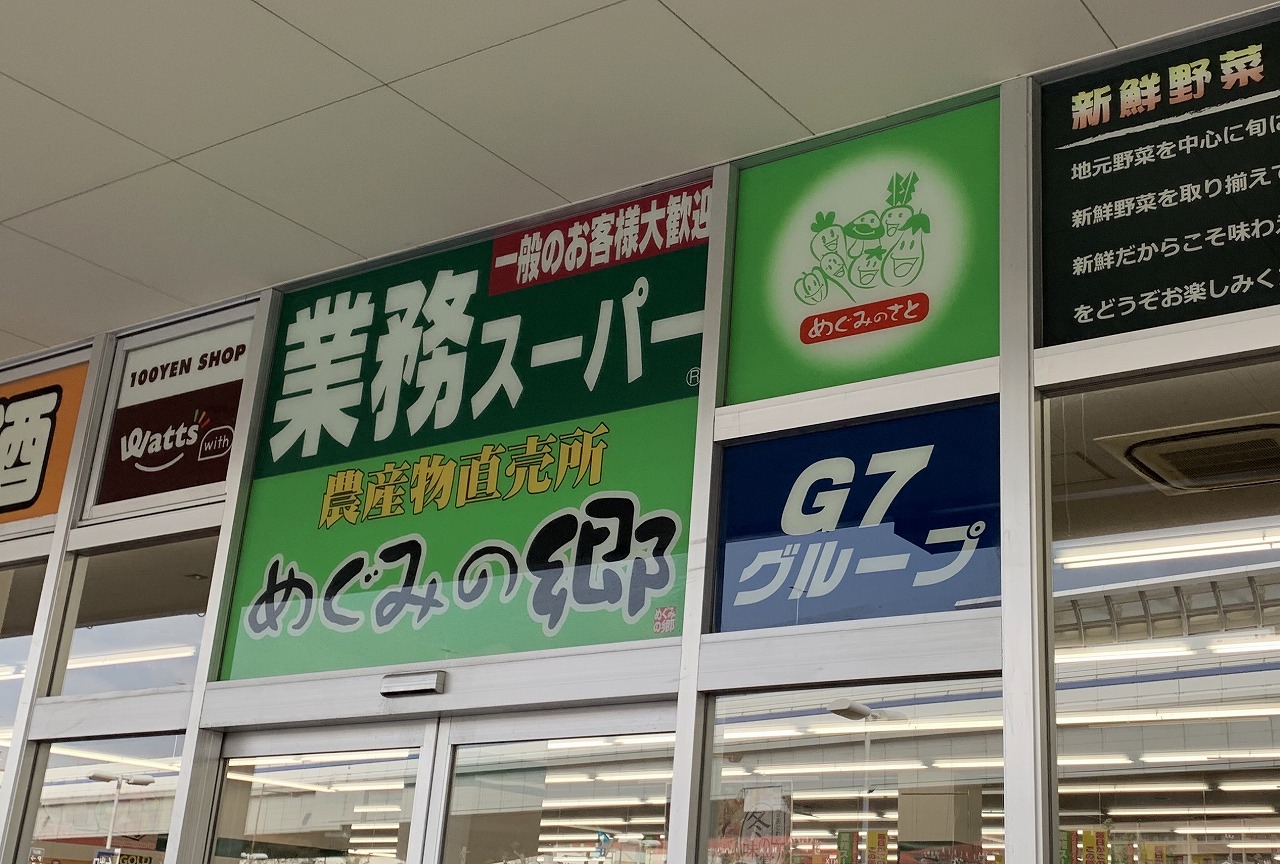 酒
100YEN SHOP
Watts
with
一般のお客様大歓迎
業務スーパー
®
農産物直売所
めぐみの郷
めぐみ
の郷
めぐみのさと
G7
グループ
新鮮野菜
地元野菜を中心に旬に
新鮮野菜を取り揃えて
新鮮だからこそ味わえ
をどうぞお楽しみく
GOLD
冬